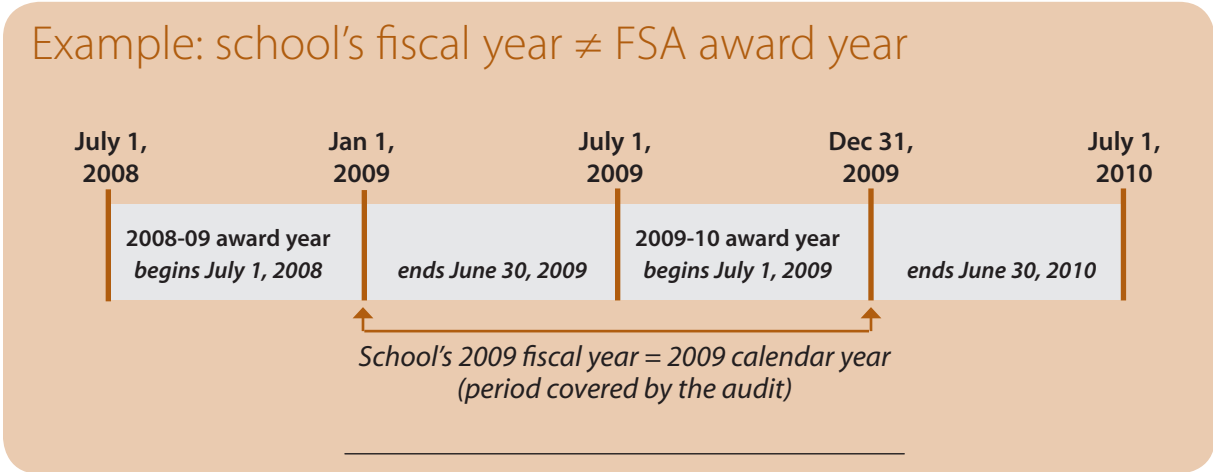 Example: school's fiscal year ≠ FSA award year
July 1, Jan 1, July 1, Dec 31, July 1,
2008 2009 2009 2009 2010
2008-09 award year 2009-10 award year
begins July 1, 2008 ends June 30, 2009 begins July 1, 2009 ends June 30, 2010
School's 2009 fiscal year = 2009 calendar year
(period covered by the audit)